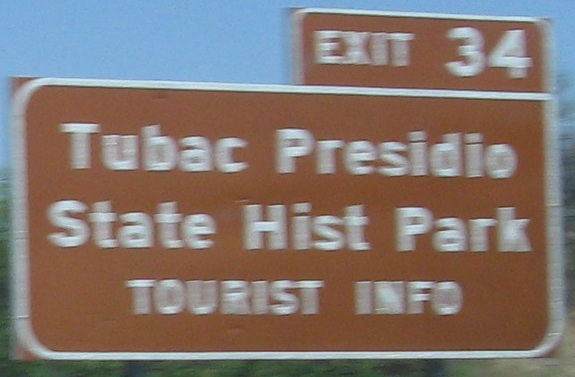 EXIT 34
Tubac Presidio
State Hist Park
TOURIST INFO